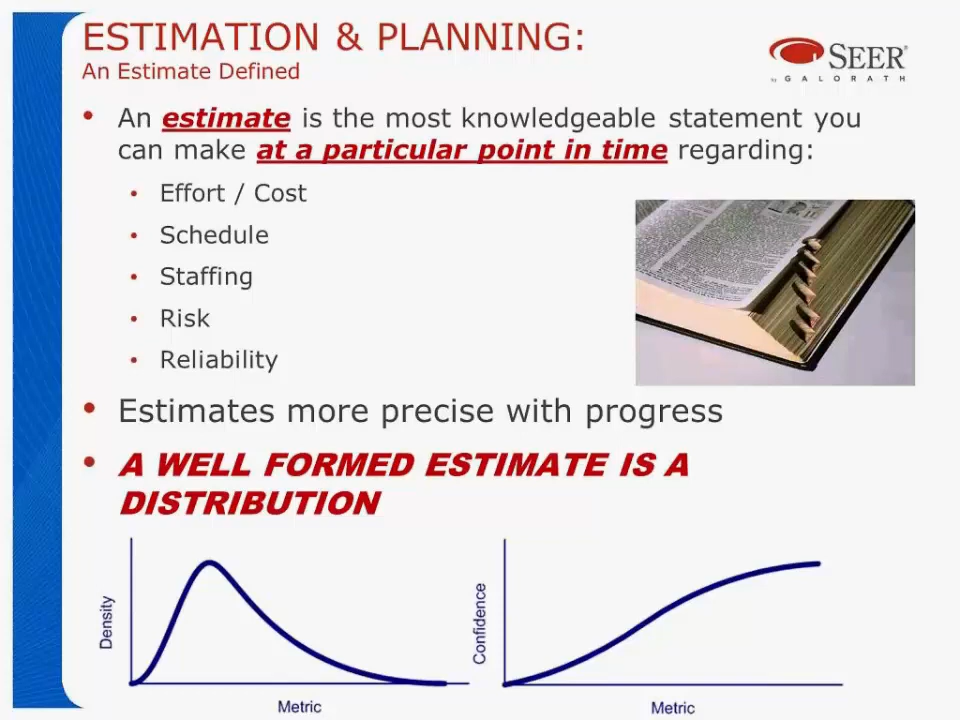 ESTIMATION & PLANNING:
An Estimate Defined
SEER®
by GALORATH
• An estimate is the most knowledgeable statement you
can make at a particular point in time regarding:
• Effort / Cost
• Schedule
• Staffing
• Risk
• Reliability
• Estimates more precise with progress
• A WELL FORMED ESTIMATE IS A
DISTRIBUTION
Density
Metric
Confidence
Metric